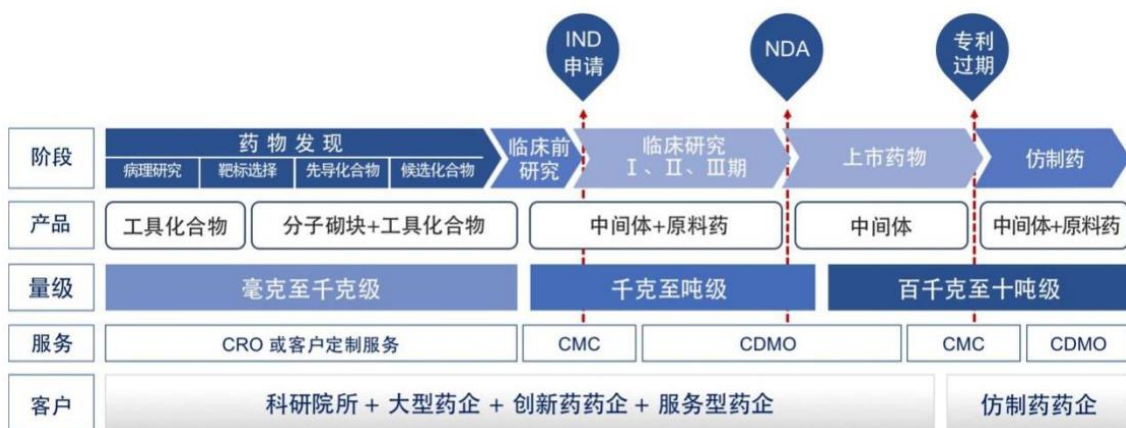 IND
申请
NDA
专利
过期
阶段
药物发现
病理研究
靶标选择
先导化合物
候选化合物
临床前
研究
临床研究
Ⅰ、Ⅱ、Ⅲ期
上市药物
仿制药
产品
工具化合物
分子砌块+工具化合物
中间体+原料药
中间体
中间体+原料药
量级
毫克至千克级
千克至吨级
百千克至十吨级
服务
CRO 或客户定制服务
CMC
CDMO
CMC
CDMO
客户
科研院所 + 大型药企 + 创新药药企 + 服务型药企
仿制药药企